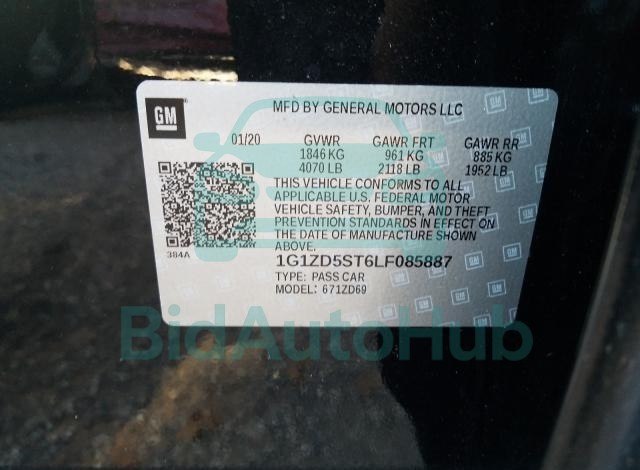 GM
MFD BY GENERAL MOTORS LLC
01/20 GVWR GAWR FRT GAWR RR
1846 KG 961 KG 885 KG
4070 LB 2118 LB 1952LB
THIS VEHICLE CONFORMS TO ALL
APPLICABLE U.S. FEDERAL MOTOR
VEHICLE SAFETY, BUMPER, AND THEFT
PREVENTION STANDARDS IN EFFECT ON
THE DATE OF MANUFACTURE SHOWN
ABOVE.
384A
1G1ZD5ST6LF085887
TYPE: PASS CAR
MODEL: 671ZD69
BidAutoHub